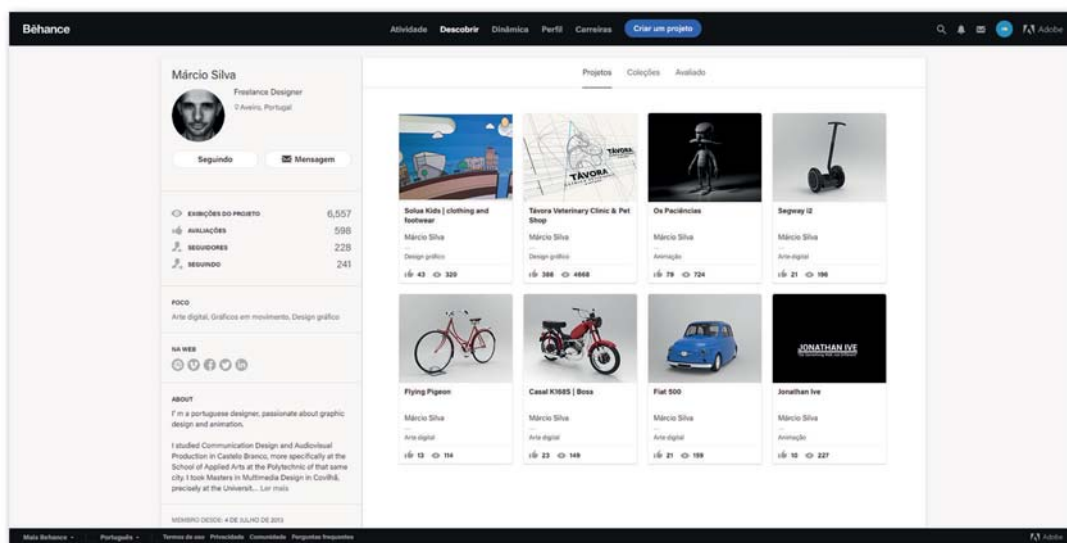 Bēhance
Atividade Descobrir Dinâmica Perfil Carreiras Criar um projeto
Adobe
Márcio Silva
Freelance Designer
Aveiro, Portugal
Seguindo Mensagem
EXIBIÇÕES DO PROJETO 6,557
AVALIAÇÕES 598
SEGUIDORES 228
SEGUINDO 241
FOCO
Arte digital, Gráficos em movimento, Design gráfico
NA WEB
ABOUT
I' m a portuguese designer, passionate about graphic
design and animation.
I studied Communication Design and Audiovisual
Production in Castelo Branco, more specifically at the
School of Applied Arts at the Polytechnic of that same
city. I took Masters in Multimedia Design in Covilhã,
precisely at the Universit... Ler mais
MEMBRO DESDE: 4 DE JULHO DE 2013
Projetos Coleções Avaliado
TÁVORA
TÁVORA
Solua Kids | clothing and
footwear
Márcio Silva
Design gráfico
43 320
Távora Veterinary Clinic & Pet
Shop
Márcio Silva
Design gráfico
386 4668
Os Paciências
Márcio Silva
Animação
79 724
Segway i2
Márcio Silva
Arte digital
21 196
Flying Pigeon
Márcio Silva
Arte digital
13 114
Casal K168S | Boss
Márcio Silva
Arte digital
23 149
Fiat 500
Márcio Silva
Arte digital
21 159
JONATHAN IVE
Jonathan Ive
Márcio Silva
Animação
10 227
Mais Behance Português Termos de uso Privacidade Comunidade Perguntas frequentes
Adobe